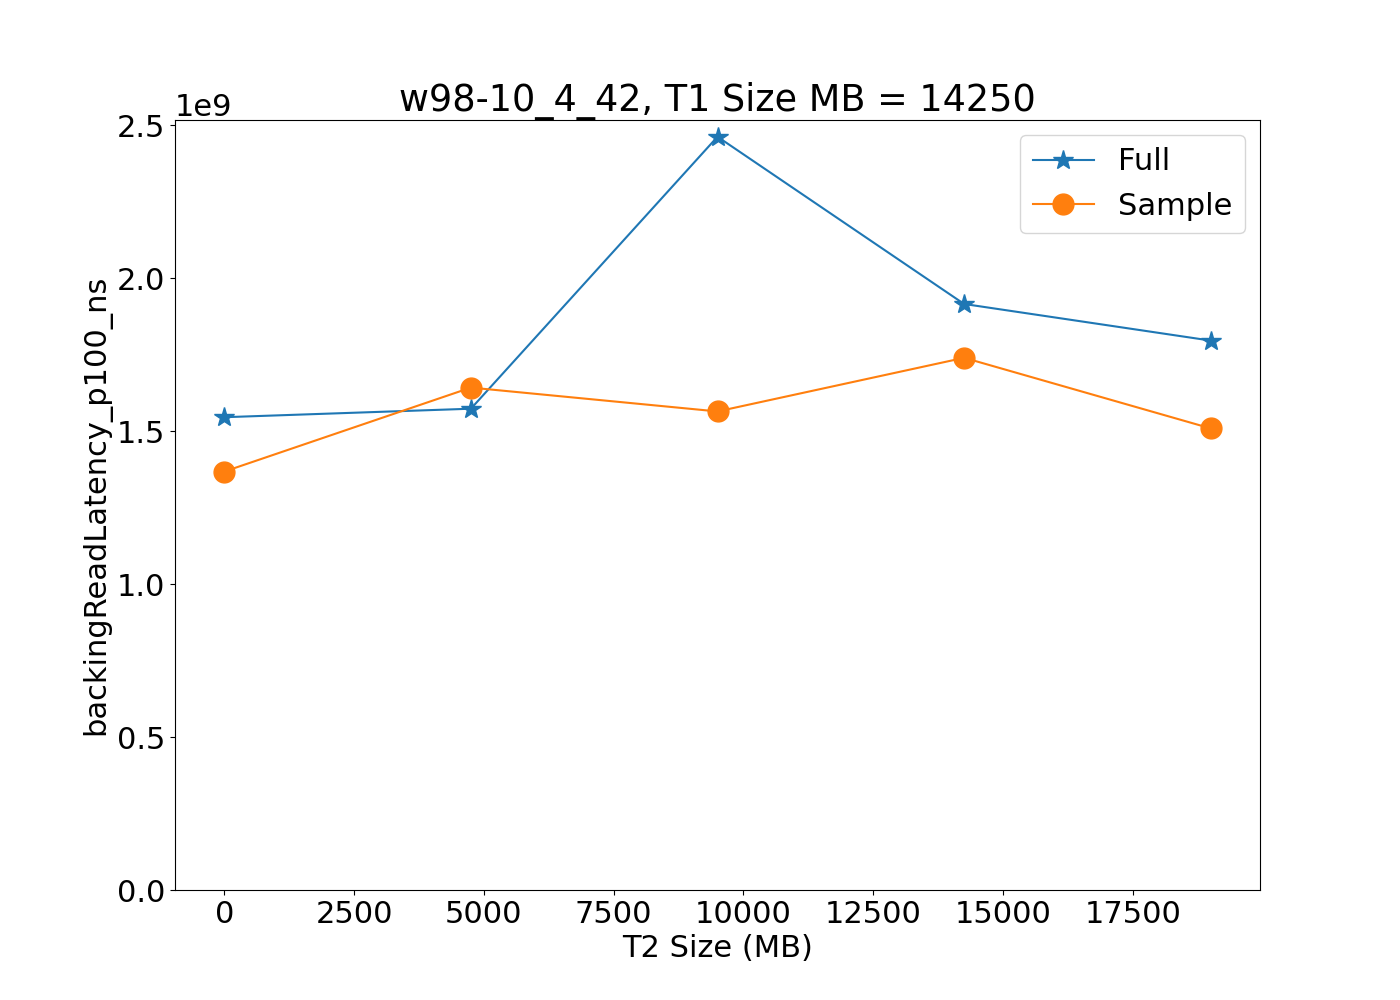 w98-10_4_42, T1 Size MB = 14250
1e9
2.5
2.0
1.5
1.0
0.5
0.0
backingReadLatency_p100_ns
Full
Sample
0 2500 5000 7500 10000 12500 15000 17500
T2 Size (MB)